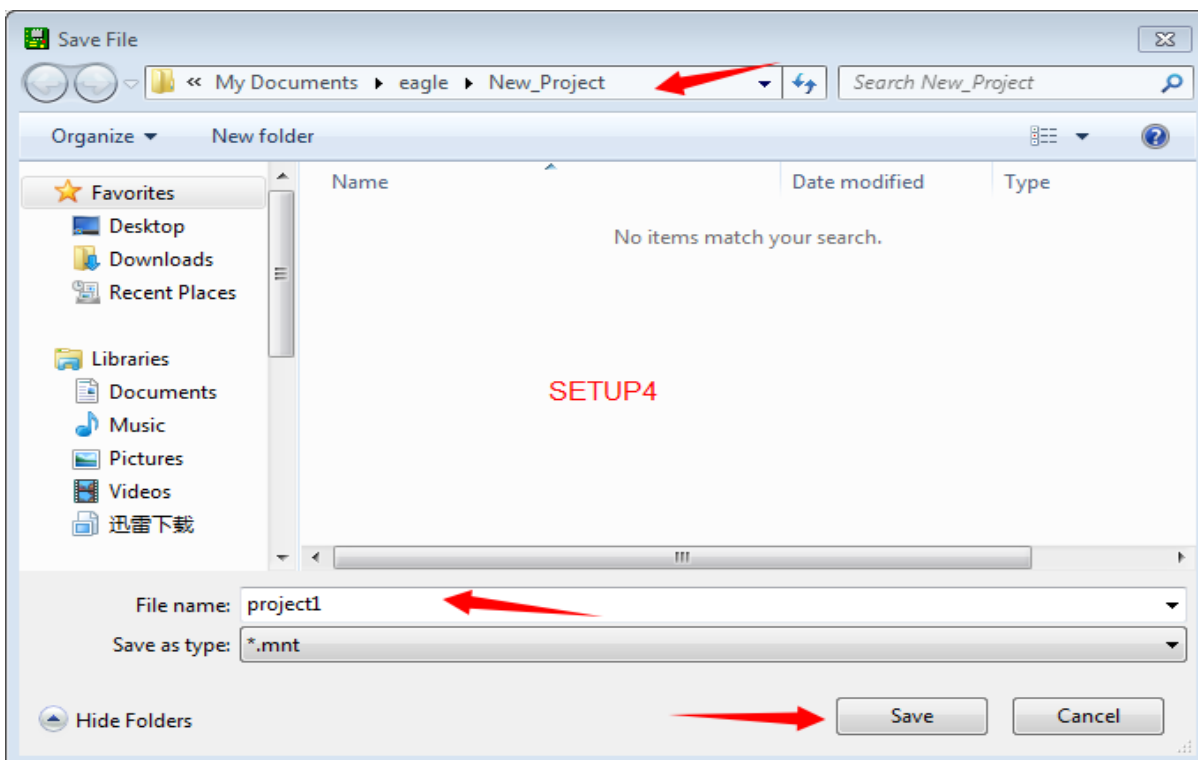 Save File
« My Documents ▸ eagle ▸ New_Project
Search New_Project
Organize
New folder
Favorites
Desktop
Downloads
Recent Places
Libraries
Documents
Music
Pictures
Videos
迅雷下载
Name
Date modified
Type
No items match your search.
SETUP4
File name: project1
Save as type: *.mnt
Hide Folders
Save
Cancel